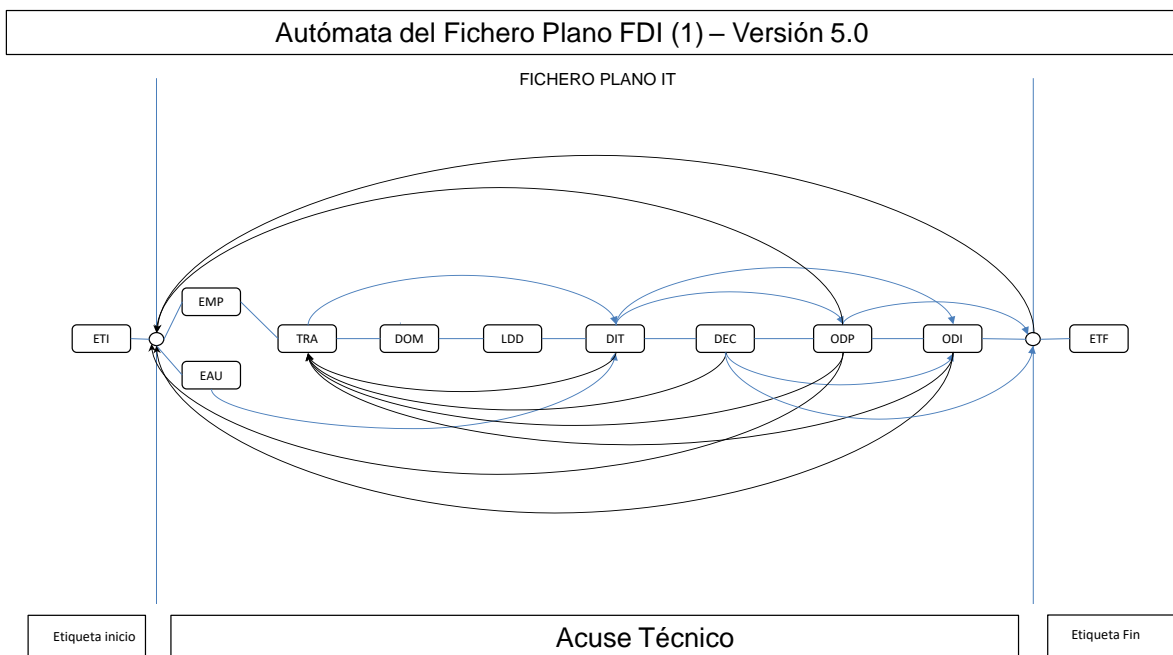 Autómata del Fichero Plano FDI (1) – Versión 5.0
FICHERO PLANO IT
EMP
ETI
TRA
DOM
LDD
DIT
DEC
ODP
ODI
ETF
EAU
Etiqueta inicio
Acuse Técnico
Etiqueta Fin